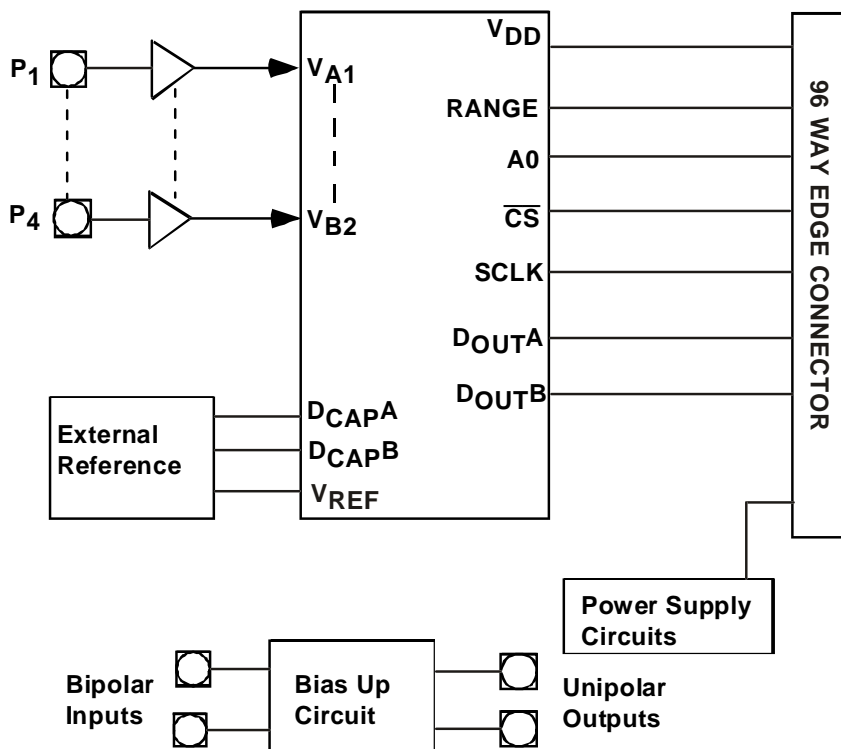 P1
VA1
P4
VB2
VDD
RANGE
A0
CS
SCLK
DOUTA
DOUTB
96 WAY EDGE CONNECTOR
External
Reference
DCAPA
DCAPB
VREF
Power Supply
Circuits
Bipolar
Inputs
Bias Up
Circuit
Unipolar
Outputs